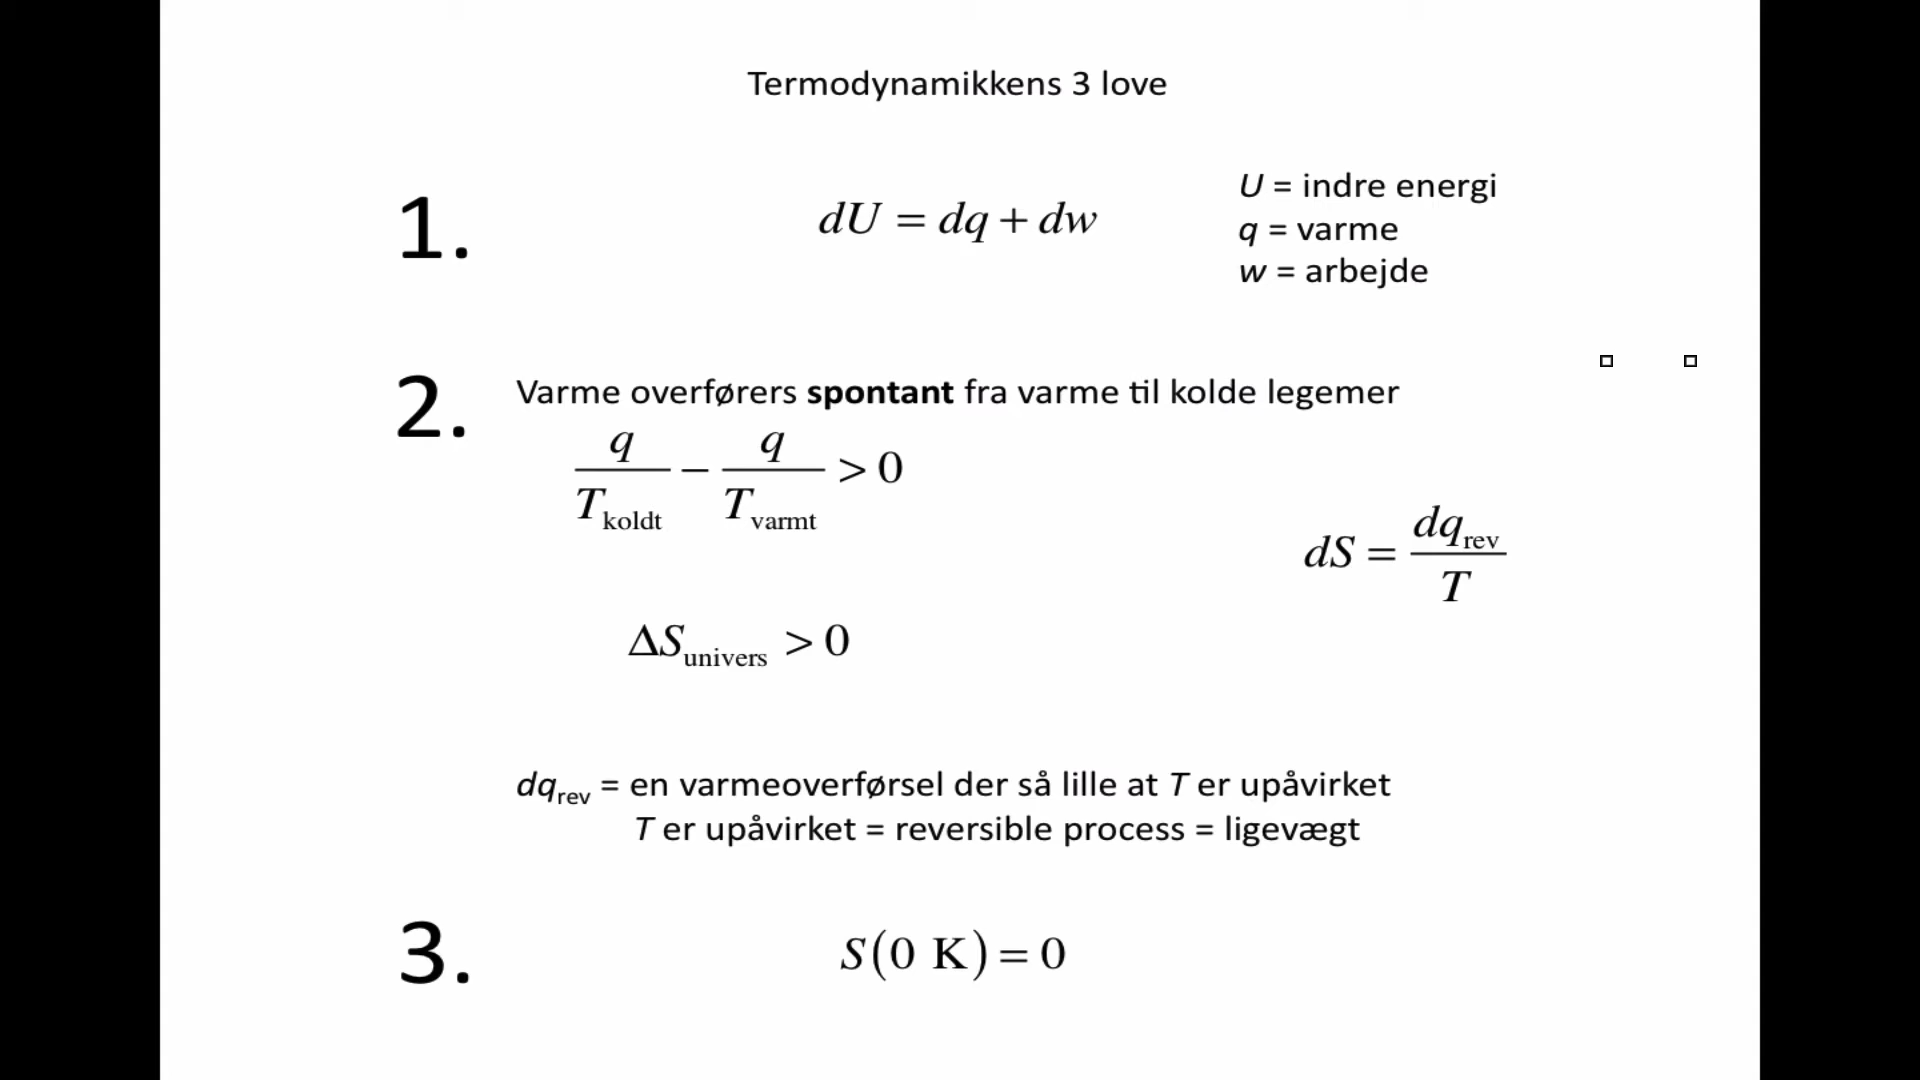 Termodynamikkens 3 love
1.
dU = dq + dw
U = indre energi
q = varme
w = arbejde
2.
Varme overførers spontant fra varme til kolde legemer
q/T_koldt − q/T_varmt > 0
dS = dq_rev/T
ΔS_univers > 0
dq_rev = en varmeoverførsel der så lille at T er upåvirket
T er upåvirket = reversible process = ligevægt
3.
S(0 K) = 0